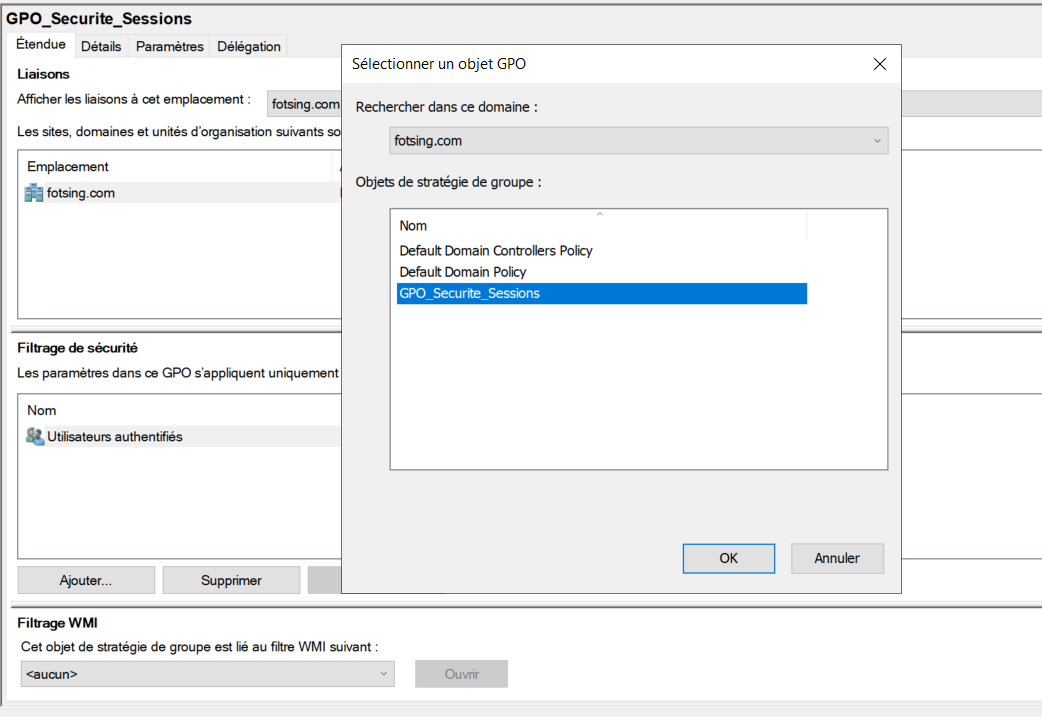 GPO_Securite_Sessions
Étendue Détails Paramètres Délégation
Liaisons
Afficher les liaisons à cet emplacement : fotsing.com
Les sites, domaines et unités d'organisation suivants so
Emplacement
fotsing.com
Filtrage de sécurité
Les paramètres dans ce GPO s'appliquent uniquement
Nom
Utilisateurs authentifiés
Ajouter... Supprimer
Filtrage WMI
Cet objet de stratégie de groupe est lié au filtre WMI suivant :
<aucun> Ouvrir
Sélectionner un objet GPO
Rechercher dans ce domaine :
fotsing.com
Objets de stratégie de groupe :
Nom
Default Domain Controllers Policy
Default Domain Policy
GPO_Securite_Sessions
OK Annuler